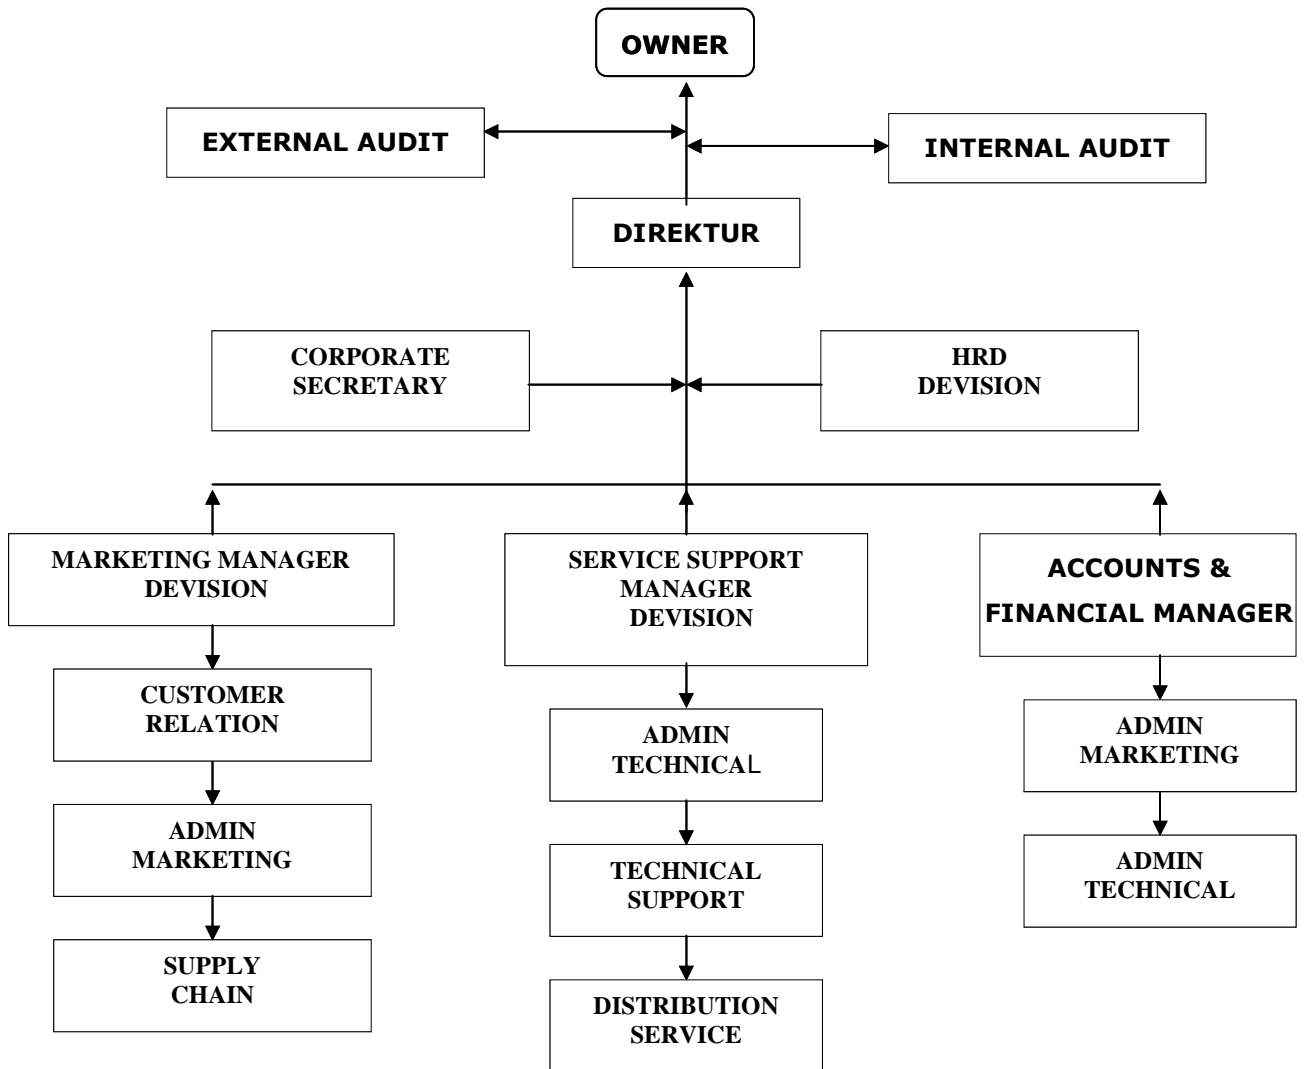 OWNER
EXTERNAL AUDIT
INTERNAL AUDIT
DIREKTUR
CORPORATE
SECRETARY
HRD
DEVISION
MARKETING MANAGER
DEVISION
SERVICE SUPPORT
MANAGER
DEVISION
ACCOUNTS &
FINANCIAL MANAGER
CUSTOMER
RELATION
ADMIN
TECHNICAL
ADMIN
MARKETING
ADMIN
MARKETING
TECHNICAL
SUPPORT
ADMIN
TECHNICAL
SUPPLY
CHAIN
DISTRIBUTION
SERVICE